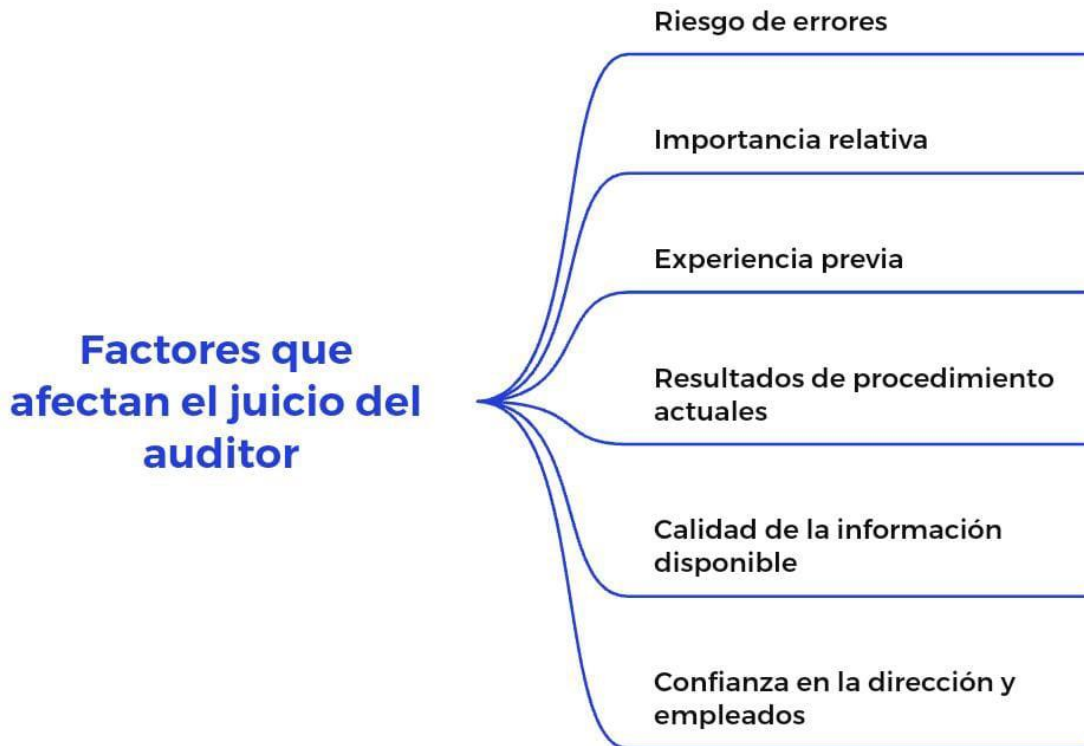 Factores que
afectan el juicio del
auditor
Riesgo de errores
Importancia relativa
Experiencia previa
Resultados de procedimiento
actuales
Calidad de la información
disponible
Confianza en la dirección y
empleados